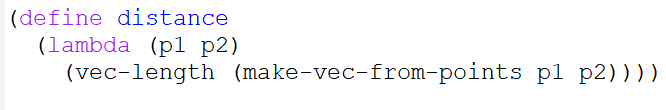 (define distance
(lambda (p1 p2)
(vec-length (make-vec-from-points p1 p2))))